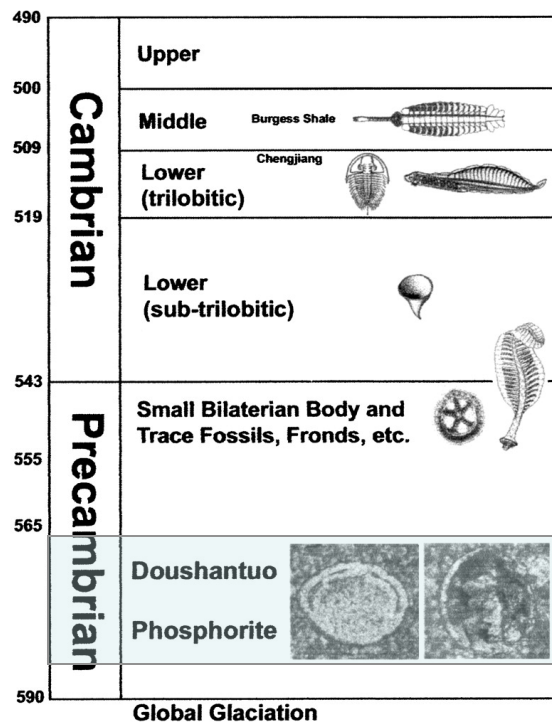 490
Upper
500
Middle
Burgess Shale
509
Chengjiang
Lower
(trilobitic)
519
Cambrian
Lower
(sub-trilobitic)
543
Small Bilaterian Body and
Trace Fossils, Fronds, etc.
555
565
Precambrian
Doushantuo
Phosphorite
590
Global Glaciation